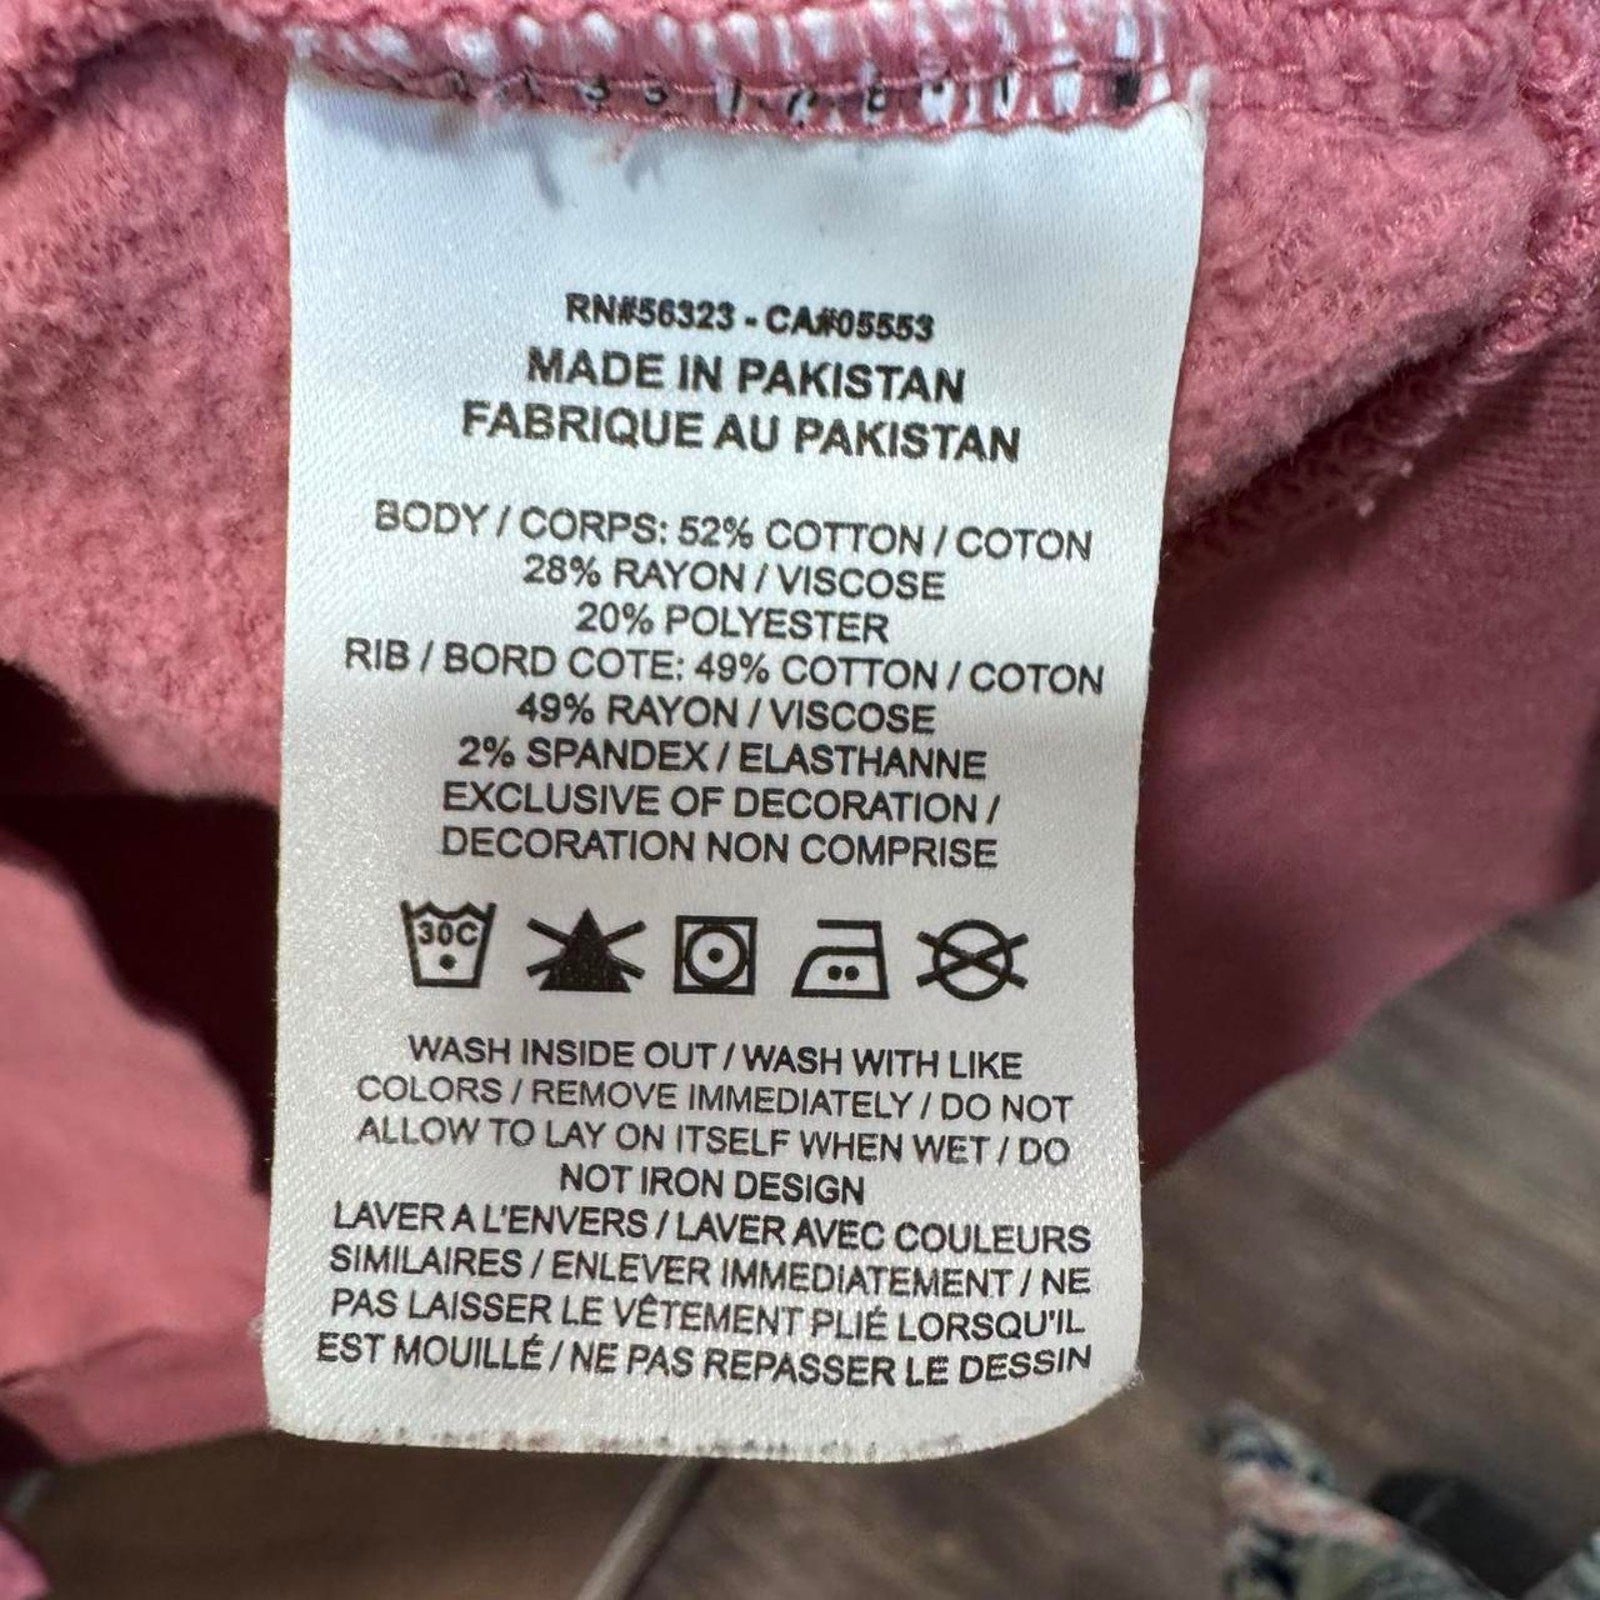 RN#56323 - CA#05553
MADE IN PAKISTAN
FABRIQUE AU PAKISTAN
BODY / CORPS: 52% COTTON / COTON
28% RAYON / VISCOSE
20% POLYESTER
RIB / BORD COTE: 49% COTTON / COTON
49% RAYON / VISCOSE
2% SPANDEX / ELASTHANNE
EXCLUSIVE OF DECORATION /
DECORATION NON COMPRISE
30C
WASH INSIDE OUT / WASH WITH LIKE
COLORS / REMOVE IMMEDIATELY / DO NOT
ALLOW TO LAY ON ITSELF WHEN WET / DO
NOT IRON DESIGN
LAVER A L'ENVERS / LAVER AVEC COULEURS
SIMILAIRES / ENLEVER IMMEDIATEMENT / NE
PAS LAISSER LE VÊTEMENT PLIÉ LORSQU'IL
EST MOUILLÉ / NE PAS REPASSER LE DESSIN